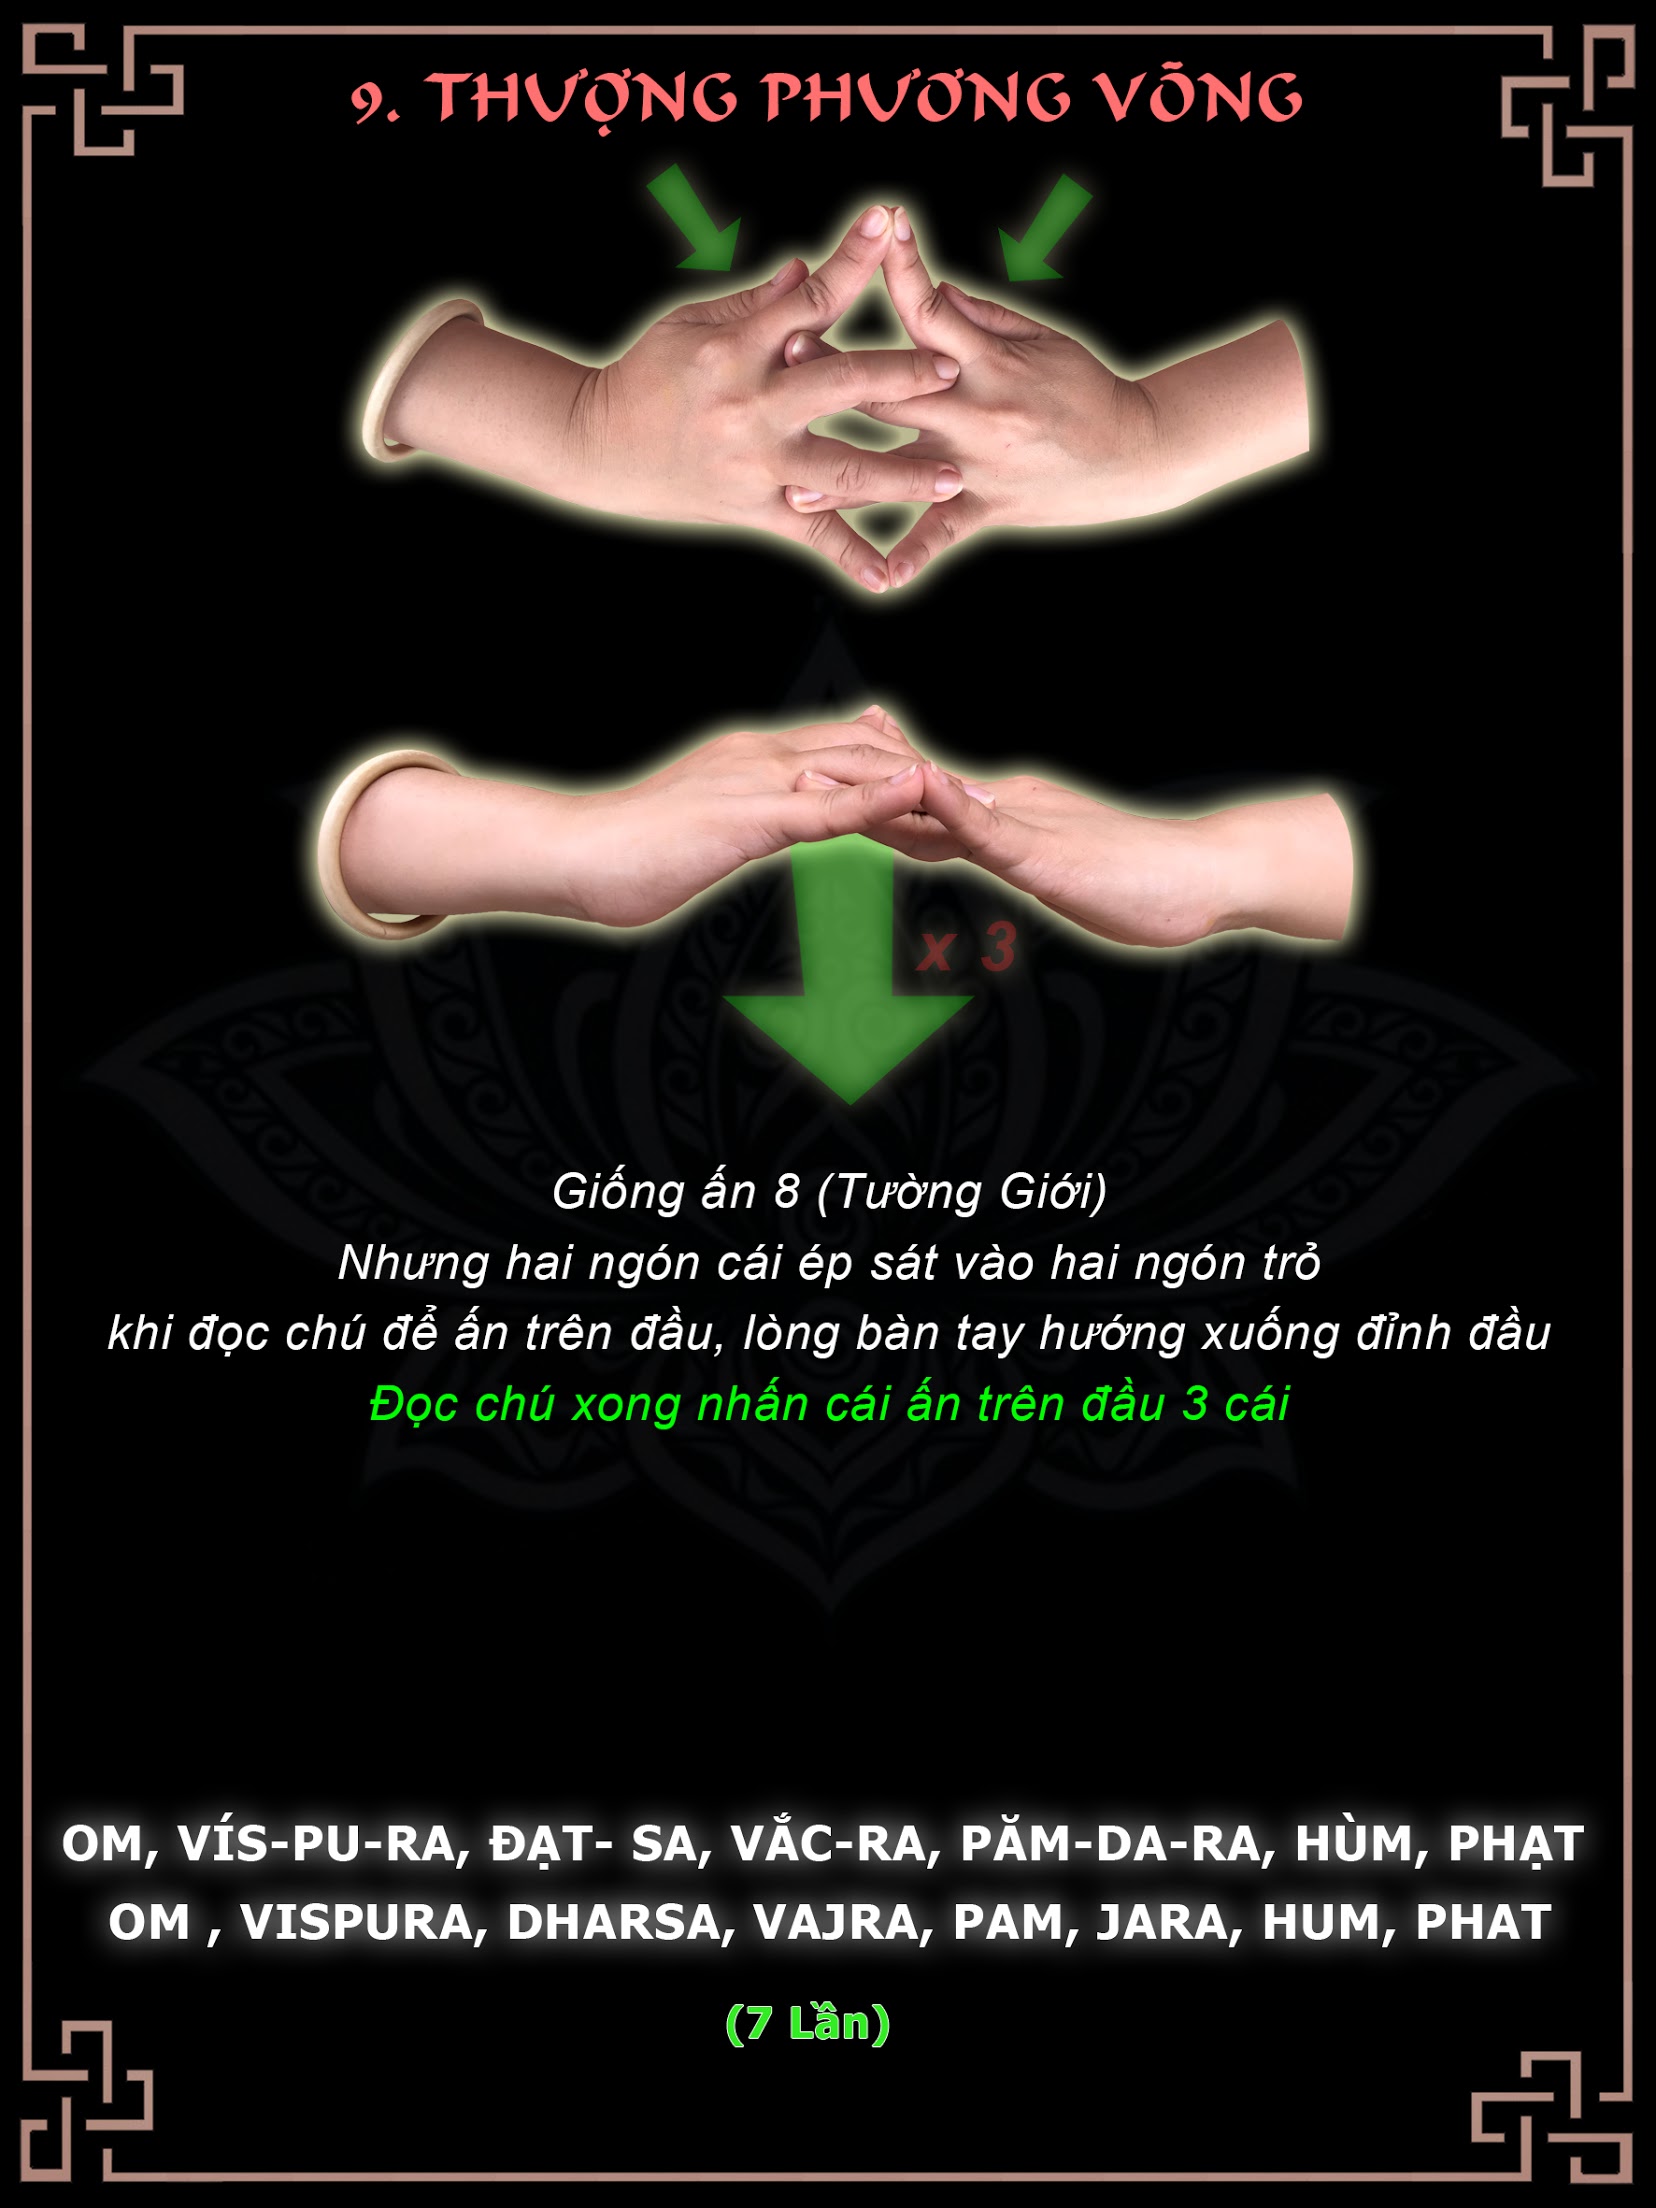 9. THƯỢNG PHƯƠNG VÕNG
x 3
Giống ấn 8 (Tường Giới)
Nhưng hai ngón cái ép sát vào hai ngón trỏ
khi đọc chú để ấn trên đầu, lòng bàn tay hướng xuống đỉnh đầu
Đọc chú xong nhấn cái ấn trên đầu 3 cái
OM, VÍS-PU-RA, ĐẠT- SA, VẮC-RA, PĂM-DA-RA, HÙM, PHẠT
OM , VISPURA, DHARSA, VAJRA, PAM, JARA, HUM, PHAT
(7 Lần)